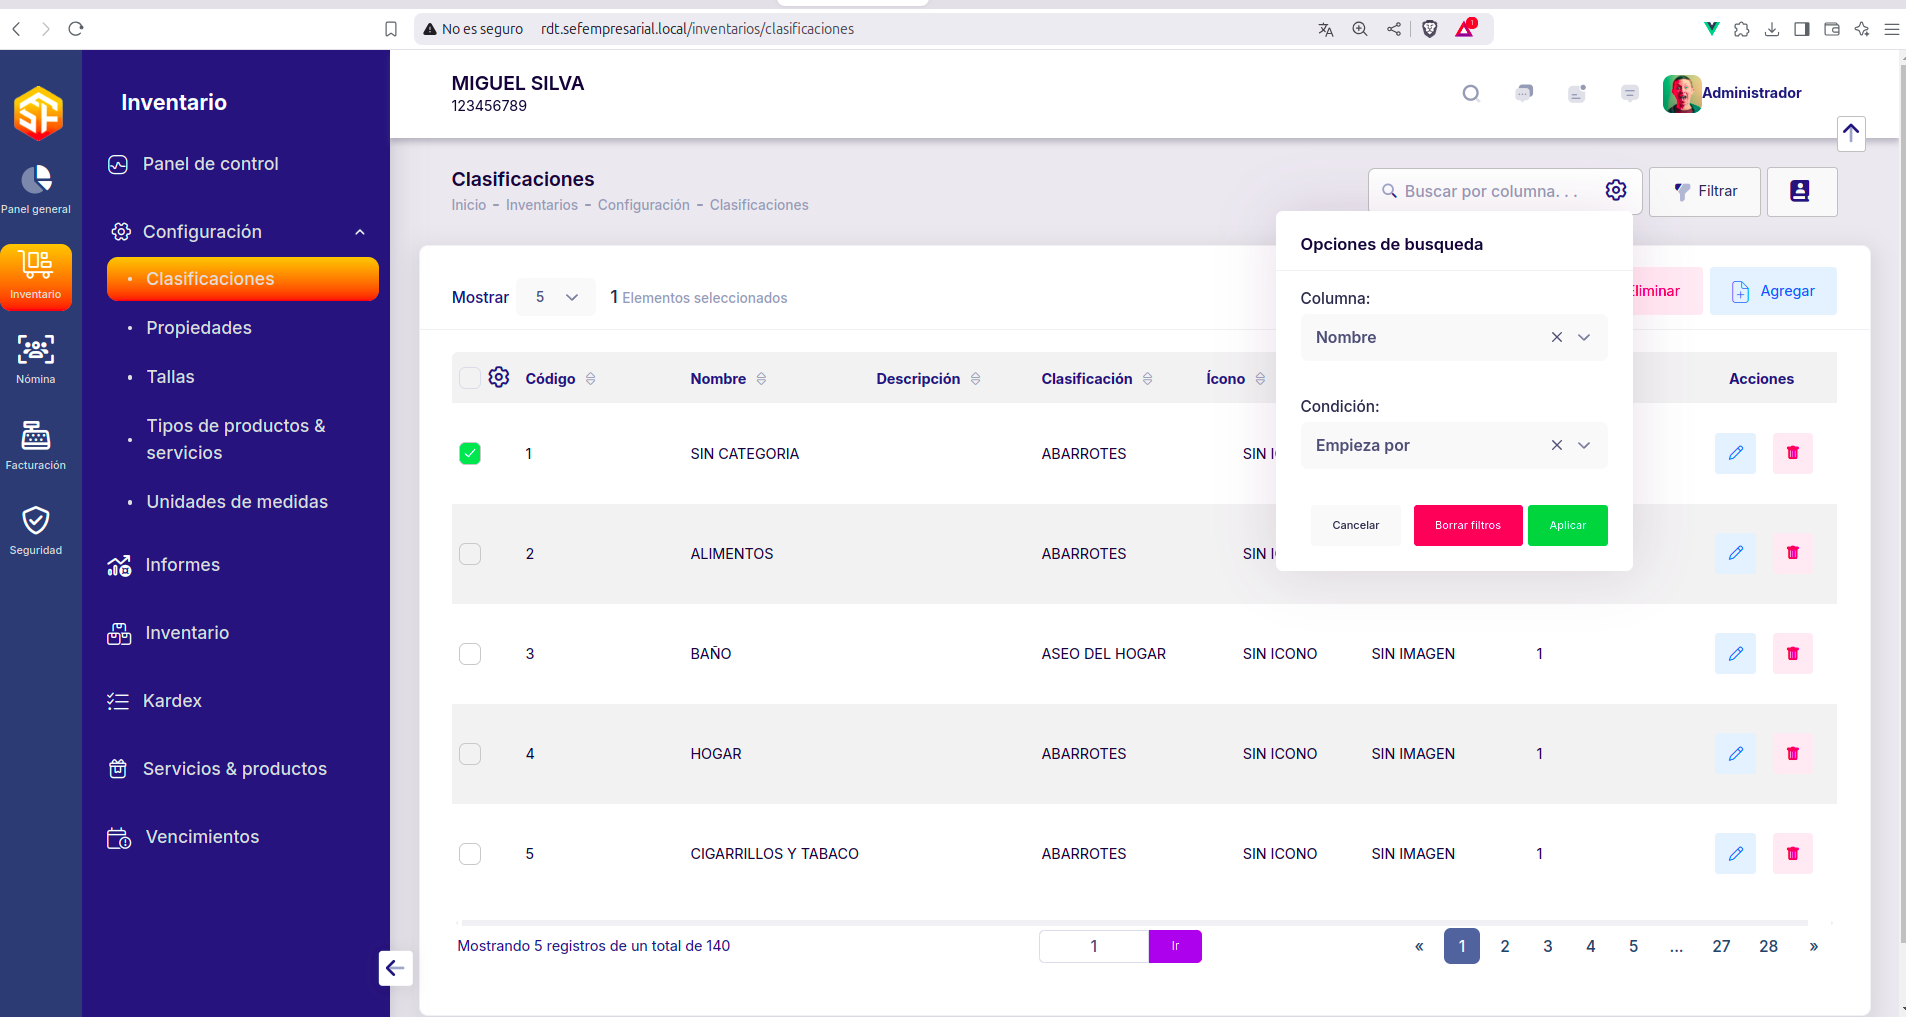 No es seguro rdt.sefempresarial.local/inventarios/clasificaciones
1
SF
Panel general
Inventario
Nómina
Facturación
Seguridad
Inventario
Panel de control
Configuración
Clasificaciones
Propiedades
Tallas
Tipos de productos &
servicios
Unidades de medidas
Informes
Inventario
Kardex
Servicios & productos
Vencimientos
MIGUEL SILVA
123456789
Administrador
Clasificaciones
Inicio - Inventarios - Configuración - Clasificaciones
Buscar por columna. . .
Filtrar
Opciones de busqueda
Columna:
Nombre
Condición:
Empieza por
Cancelar Borrar filtros Aplicar
Mostrar 5 1 Elementos seleccionados
liminar Agregar
Código Nombre Descripción Clasificación Ícono Acciones
1 SIN CATEGORIA ABARROTES SIN I
2 ALIMENTOS ABARROTES SIN I
3 BAÑO ASEO DEL HOGAR SIN ICONO SIN IMAGEN 1
4 HOGAR ABARROTES SIN ICONO SIN IMAGEN 1
5 CIGARRILLOS Y TABACO ABARROTES SIN ICONO SIN IMAGEN 1
Mostrando 5 registros de un total de 140
1 Ir
« 1 2 3 4 5 ... 27 28 »